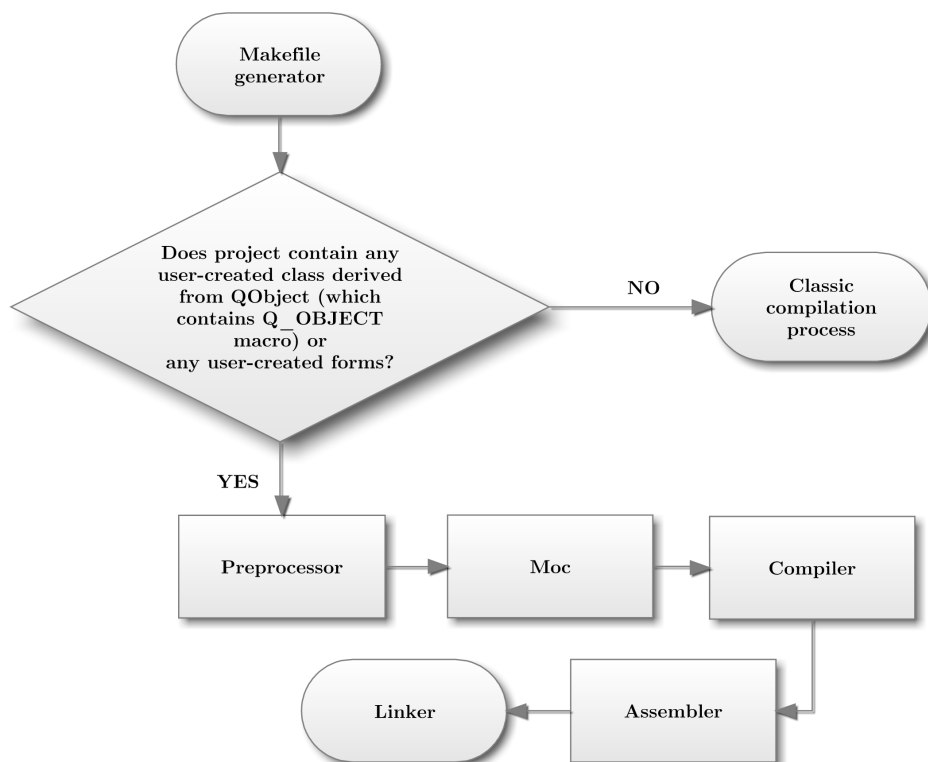 Makefile
generator
Does project contain any
user-created class derived
from QObject (which
contains Q_OBJECT
macro) or
any user-created forms?
NO
Classic
compilation
process
YES
Preprocessor
Moc
Compiler
Linker
Assembler